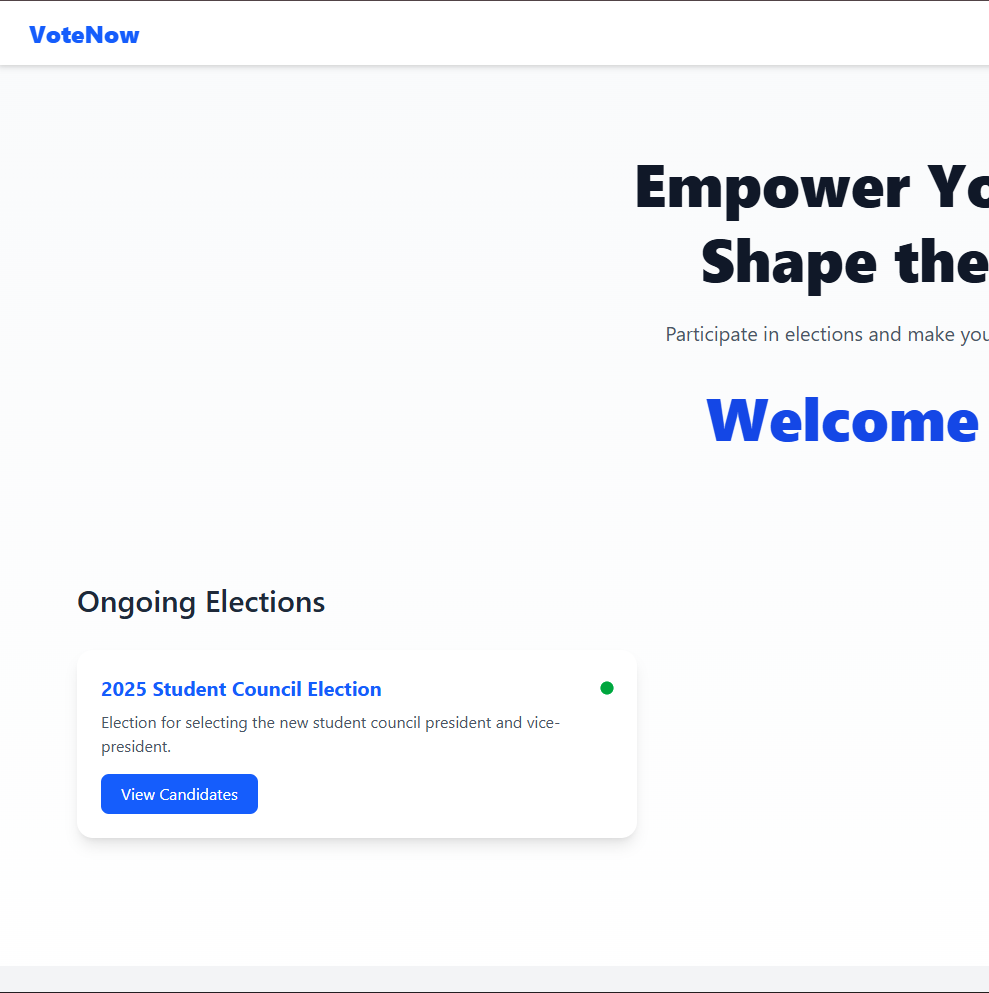 VoteNow
Empower Yo
Shape the
Participate in elections and make you
Welcome
Ongoing Elections
2025 Student Council Election
Election for selecting the new student council president and vice-
president.
View Candidates